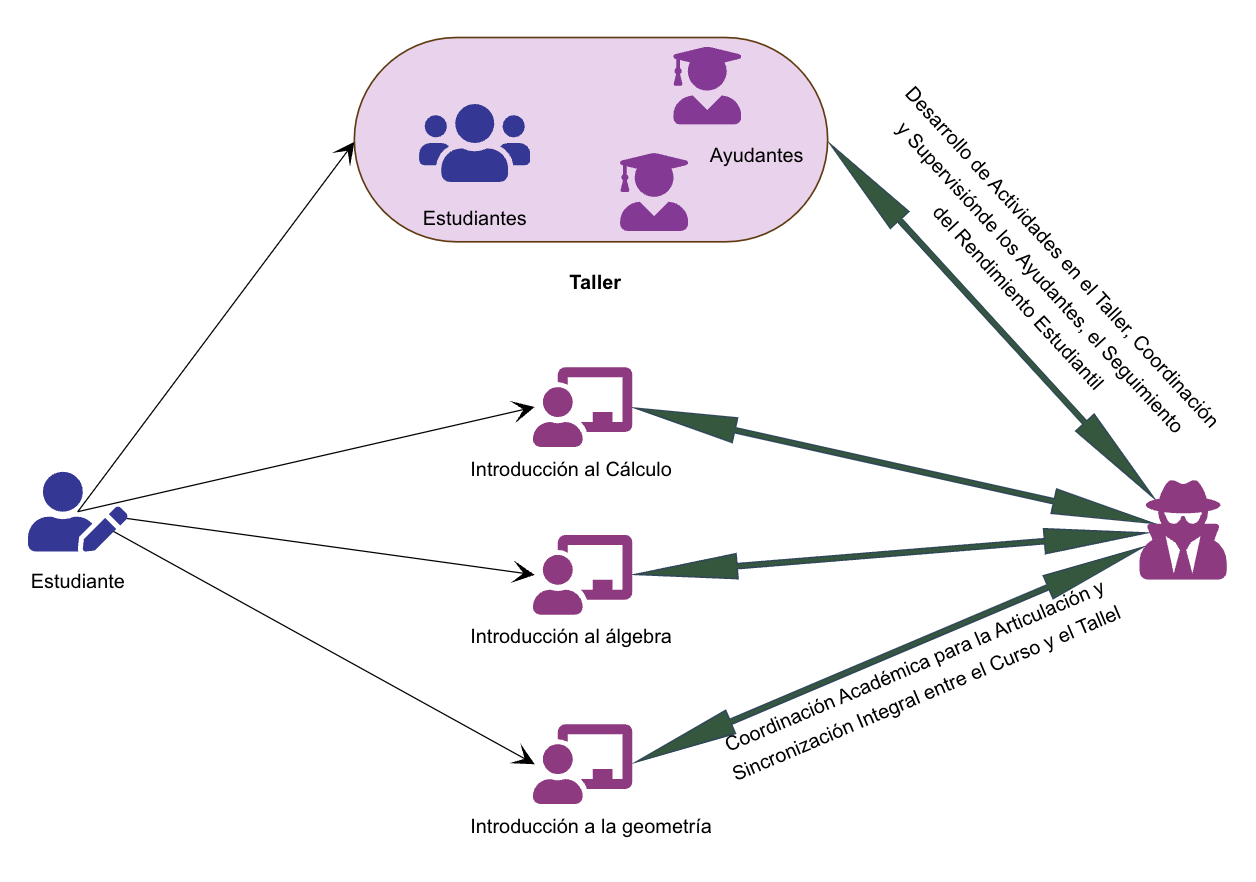 Ayudantes
Estudiantes
Taller
Desarrollo de Actividades en el Taller, Coordinación
y Supervisiónde los Ayudantes, el Seguimiento
del Rendimiento Estudiantil
Introducción al Cálculo
Estudiante
Introducción al álgebra
Coordinación Académica para la Articulación y
Sincronización Integral entre el Curso y el Tallel
Introducción a la geometría